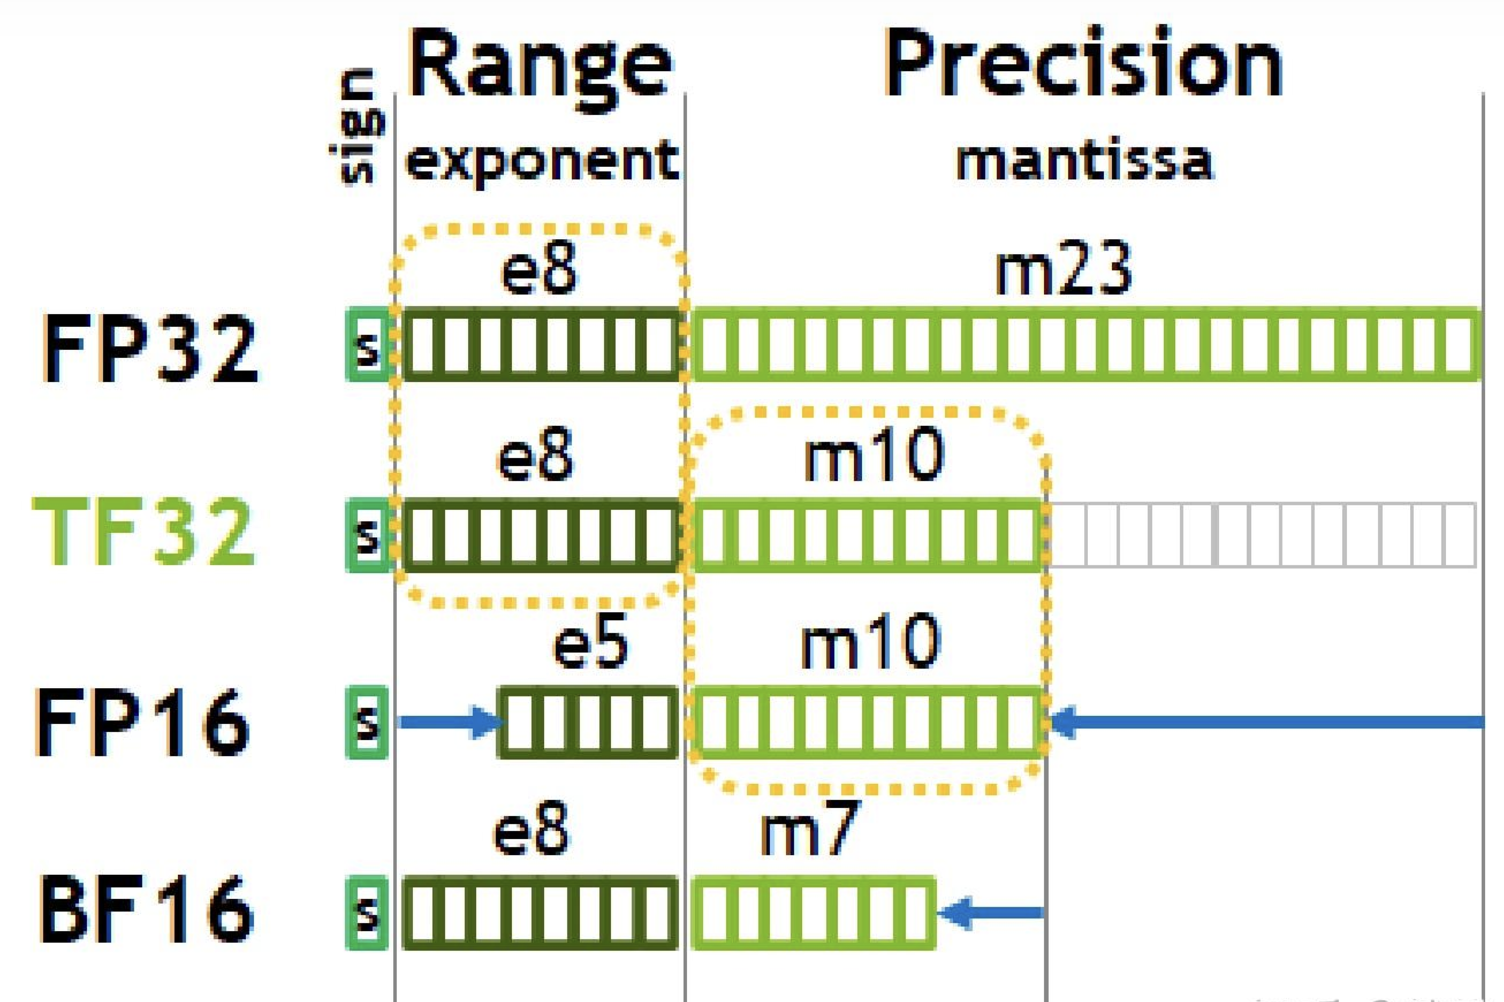 Range Precision
sign
exponent mantissa
e8 m23
FP32 s
e8 m10
TF32 s
e5 m10
FP16 s
e8 m7
BF16 s